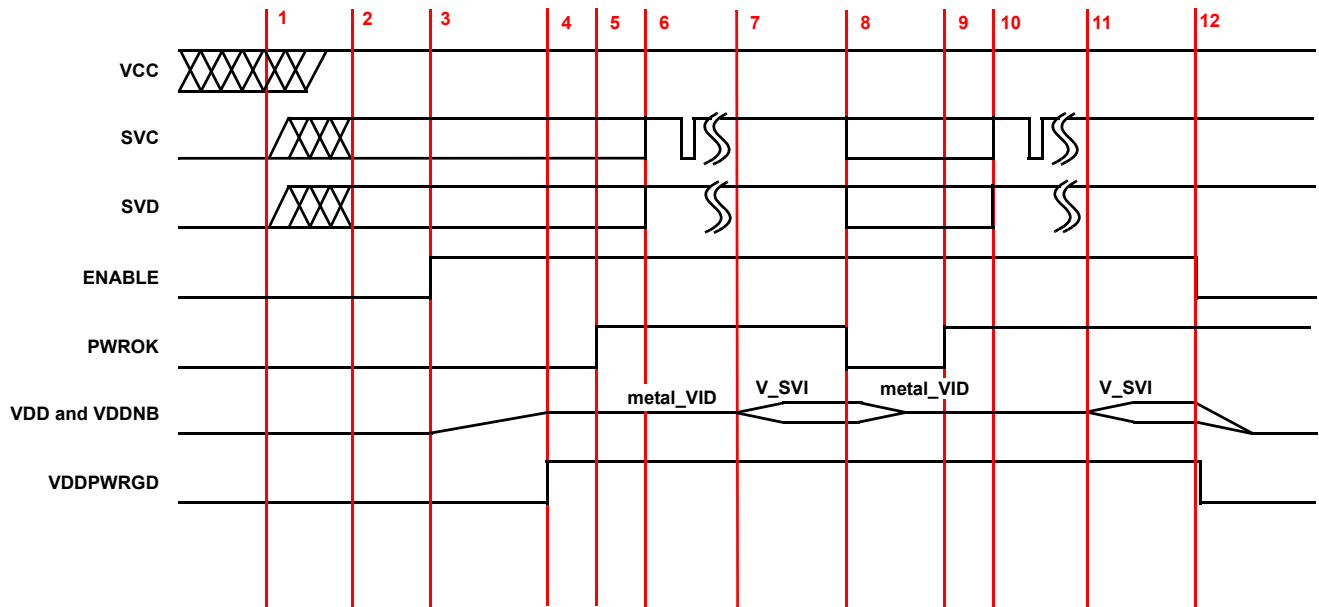 1 2 3 4 5 6 7 8 9 10 11 12
VCC
SVC
SVD
ENABLE
PWROK
VDD and VDDNB metal_VID V_SVI metal_VID V_SVI
VDDPWRGD